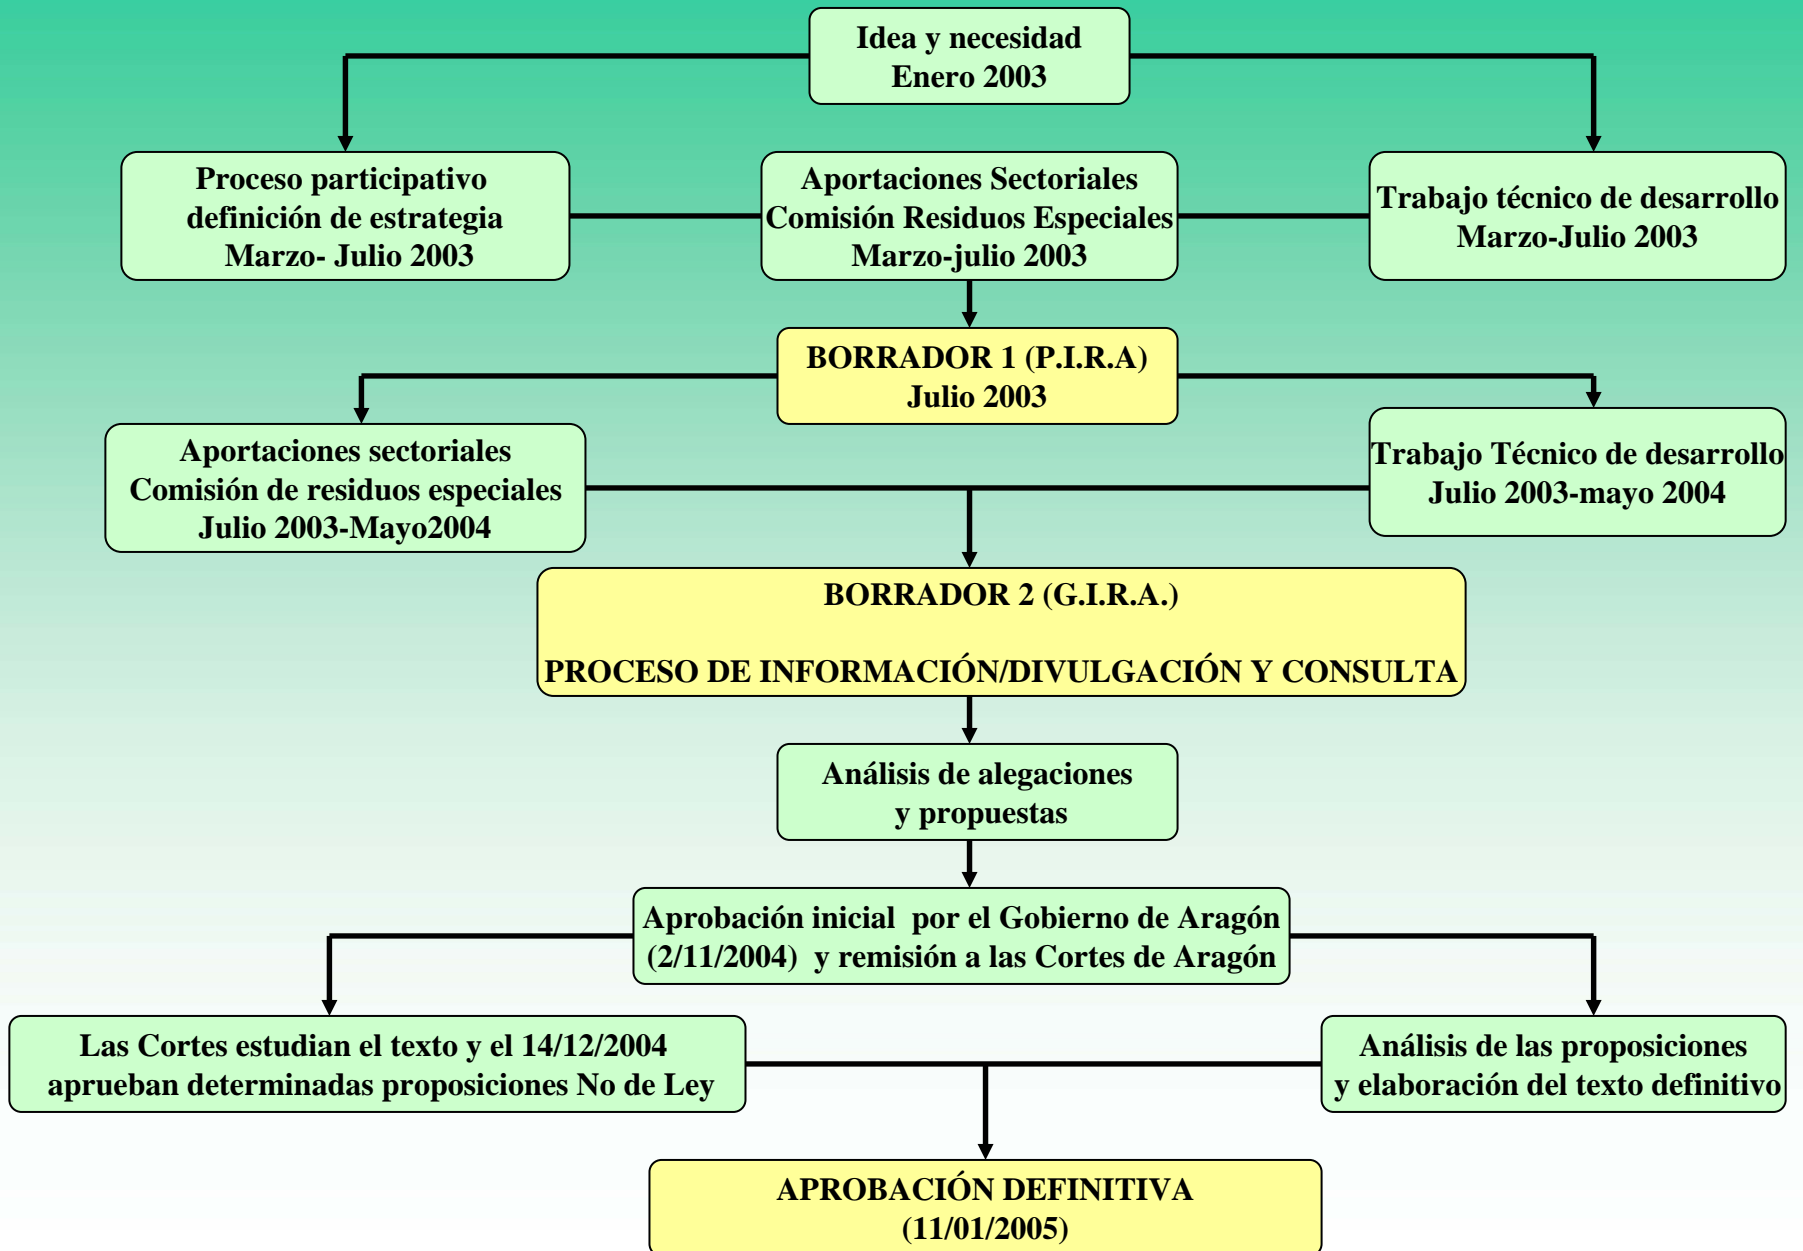 Idea y necesidad
Enero 2003
Proceso participativo
definición de estrategia
Marzo- Julio 2003
Aportaciones Sectoriales
Comisión Residuos Especiales
Marzo-julio 2003
Trabajo técnico de desarrollo
Marzo-Julio 2003
BORRADOR 1 (P.I.R.A)
Julio 2003
Aportaciones sectoriales
Comisión de residuos especiales
Julio 2003-Mayo2004
Trabajo Técnico de desarrollo
Julio 2003-mayo 2004
BORRADOR 2 (G.I.R.A.)
PROCESO DE INFORMACIÓN/DIVULGACIÓN Y CONSULTA
Análisis de alegaciones
y propuestas
Aprobación inicial por el Gobierno de Aragón
(2/11/2004) y remisión a las Cortes de Aragón
Las Cortes estudian el texto y el 14/12/2004
aprueban determinadas proposiciones No de Ley
Análisis de las proposiciones
y elaboración del texto definitivo
APROBACIÓN DEFINITIVA
(11/01/2005)